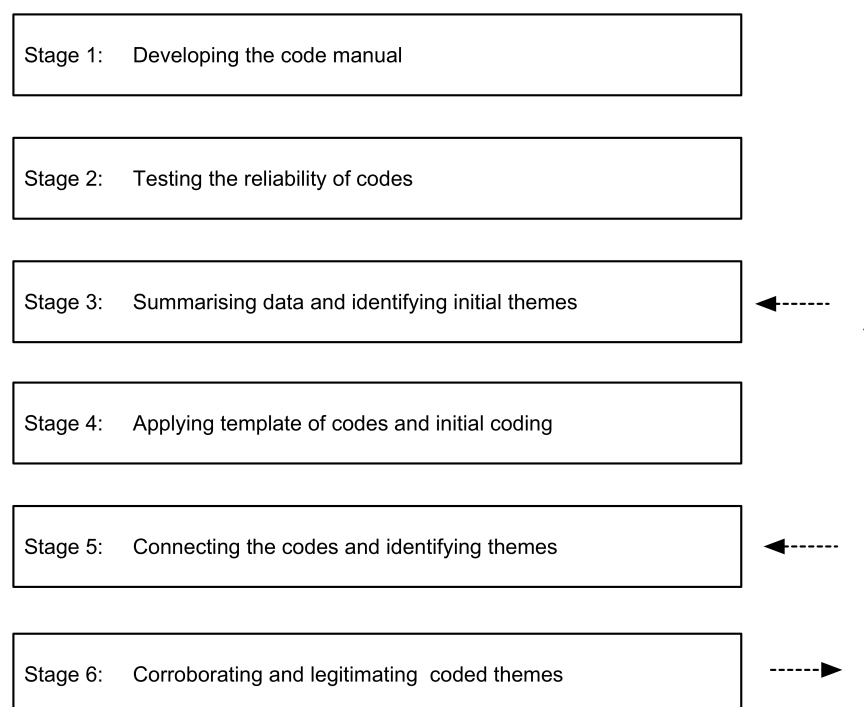 Stage 1: Developing the code manual
Stage 2: Testing the reliability of codes
Stage 3: Summarising data and identifying initial themes
Stage 4: Applying template of codes and initial coding
Stage 5: Connecting the codes and identifying themes
Stage 6: Corroborating and legitimating coded themes